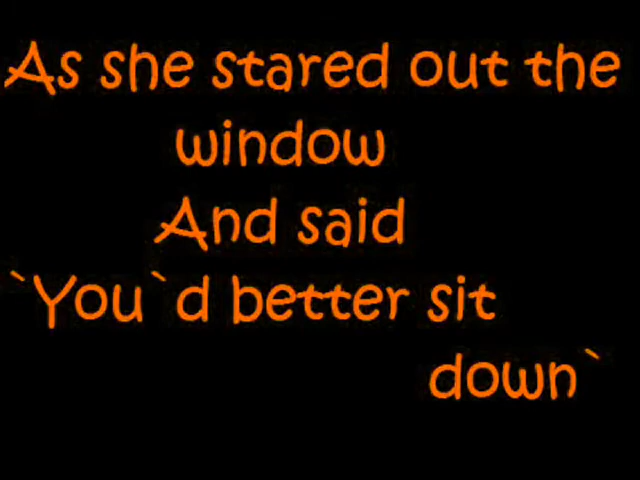 As she stared out the
window
And said
`You`d better sit
down`